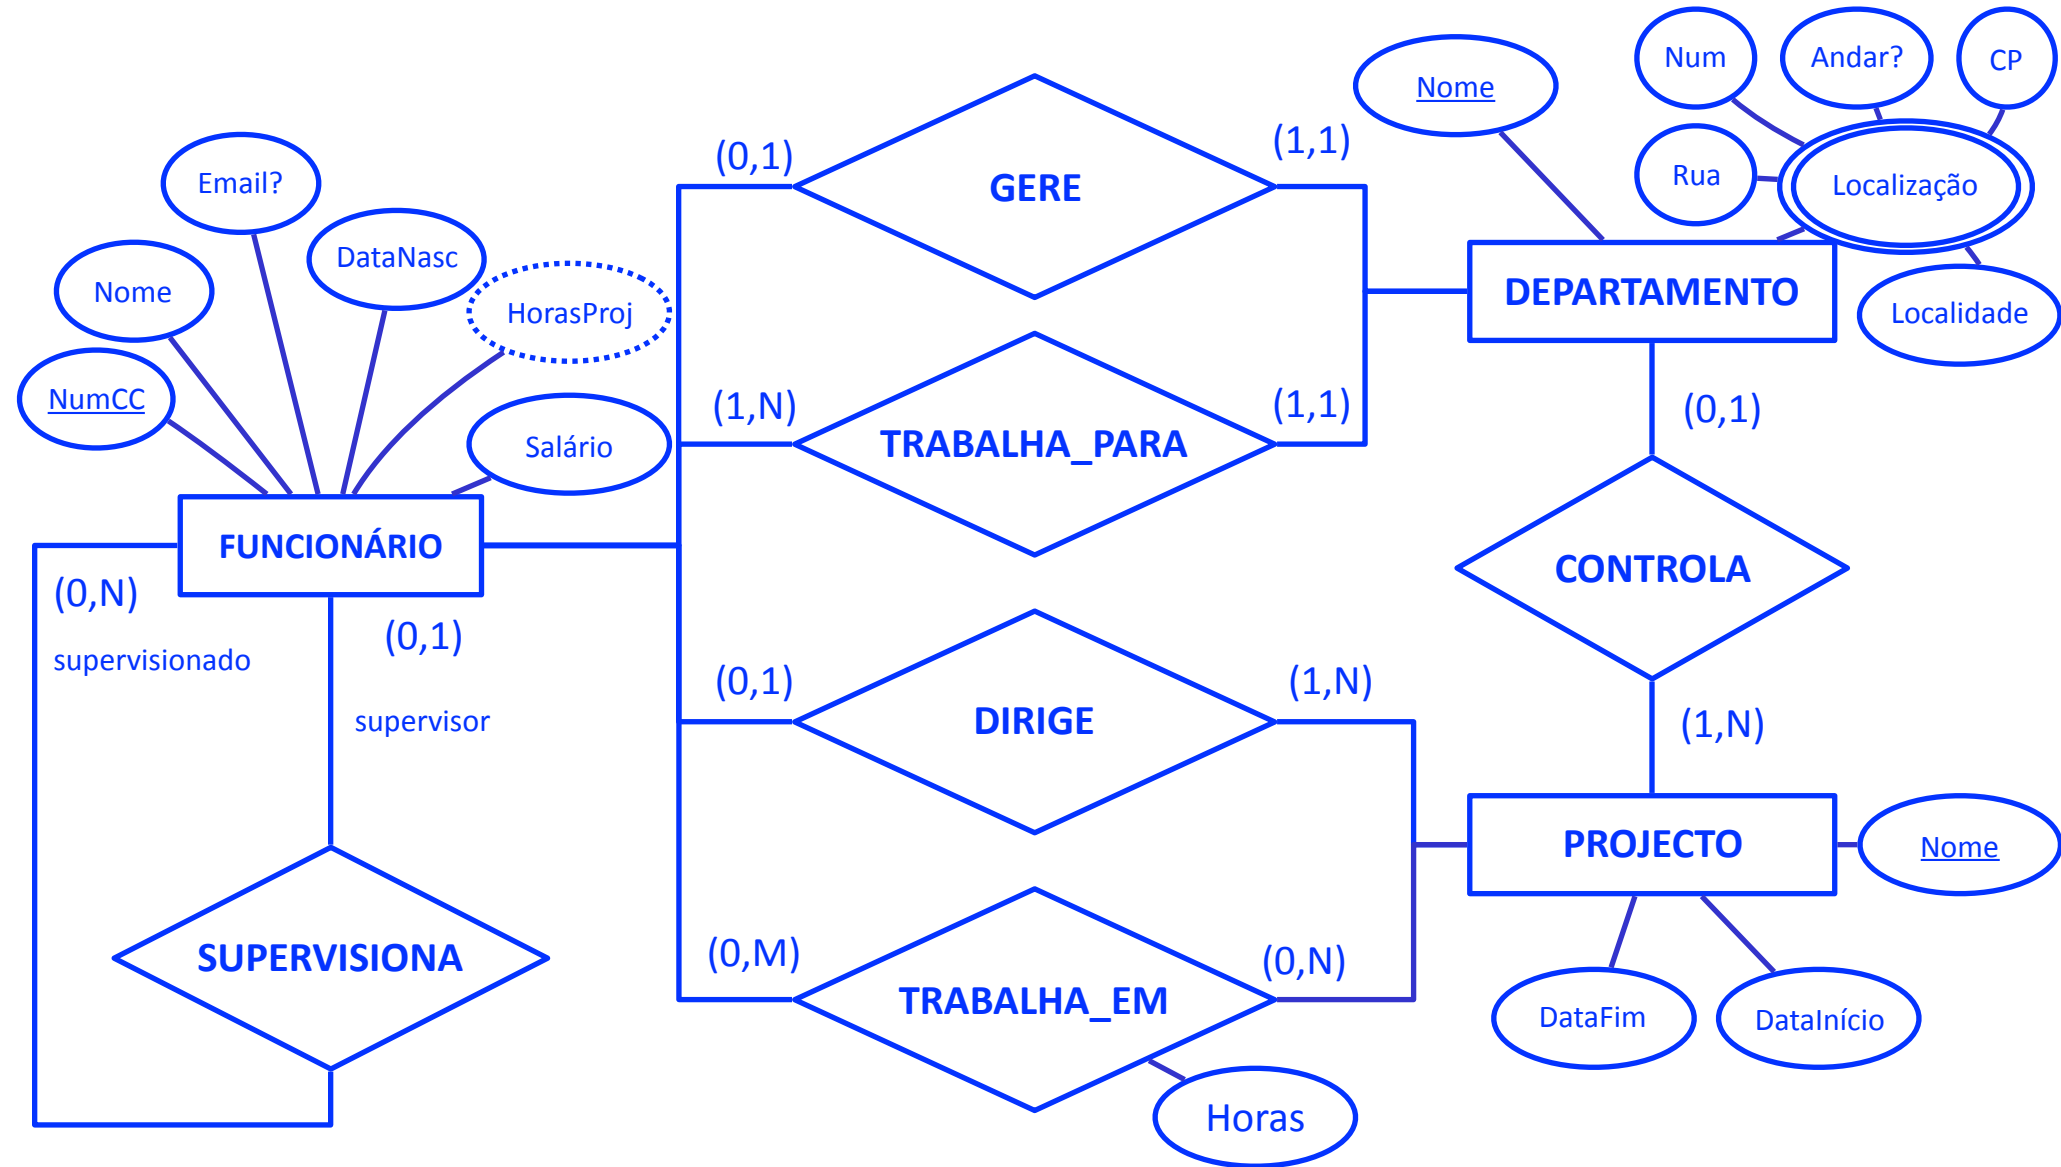 Num
Andar?
CP
Nome
(0,1)
(1,1)
Email?
Rua
Localização
GERE
DataNasc
Nome
HorasProj
DEPARTAMENTO
Localidade
NumCC
(1,N)
(1,1)
(0,1)
Salário
TRABALHA_PARA
FUNCIONÁRIO
CONTROLA
(0,N)
(0,1)
supervisionado
(0,1)
(1,N)
supervisor
DIRIGE
(1,N)
PROJECTO
Nome
SUPERVISIONA
(0,M)
(0,N)
TRABALHA_EM
DataFim
DataInício
Horas